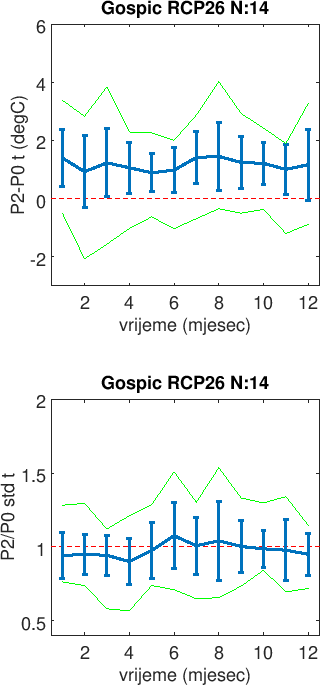 Gospic RCP26 N:14
P2-P0 t (degC)
6
4
2
0
-2
2 4 6 8 10 12
vrijeme (mjesec)
Gospic RCP26 N:14
P2/P0 std t
2
1.5
1
0.5
2 4 6 8 10 12
vrijeme (mjesec)